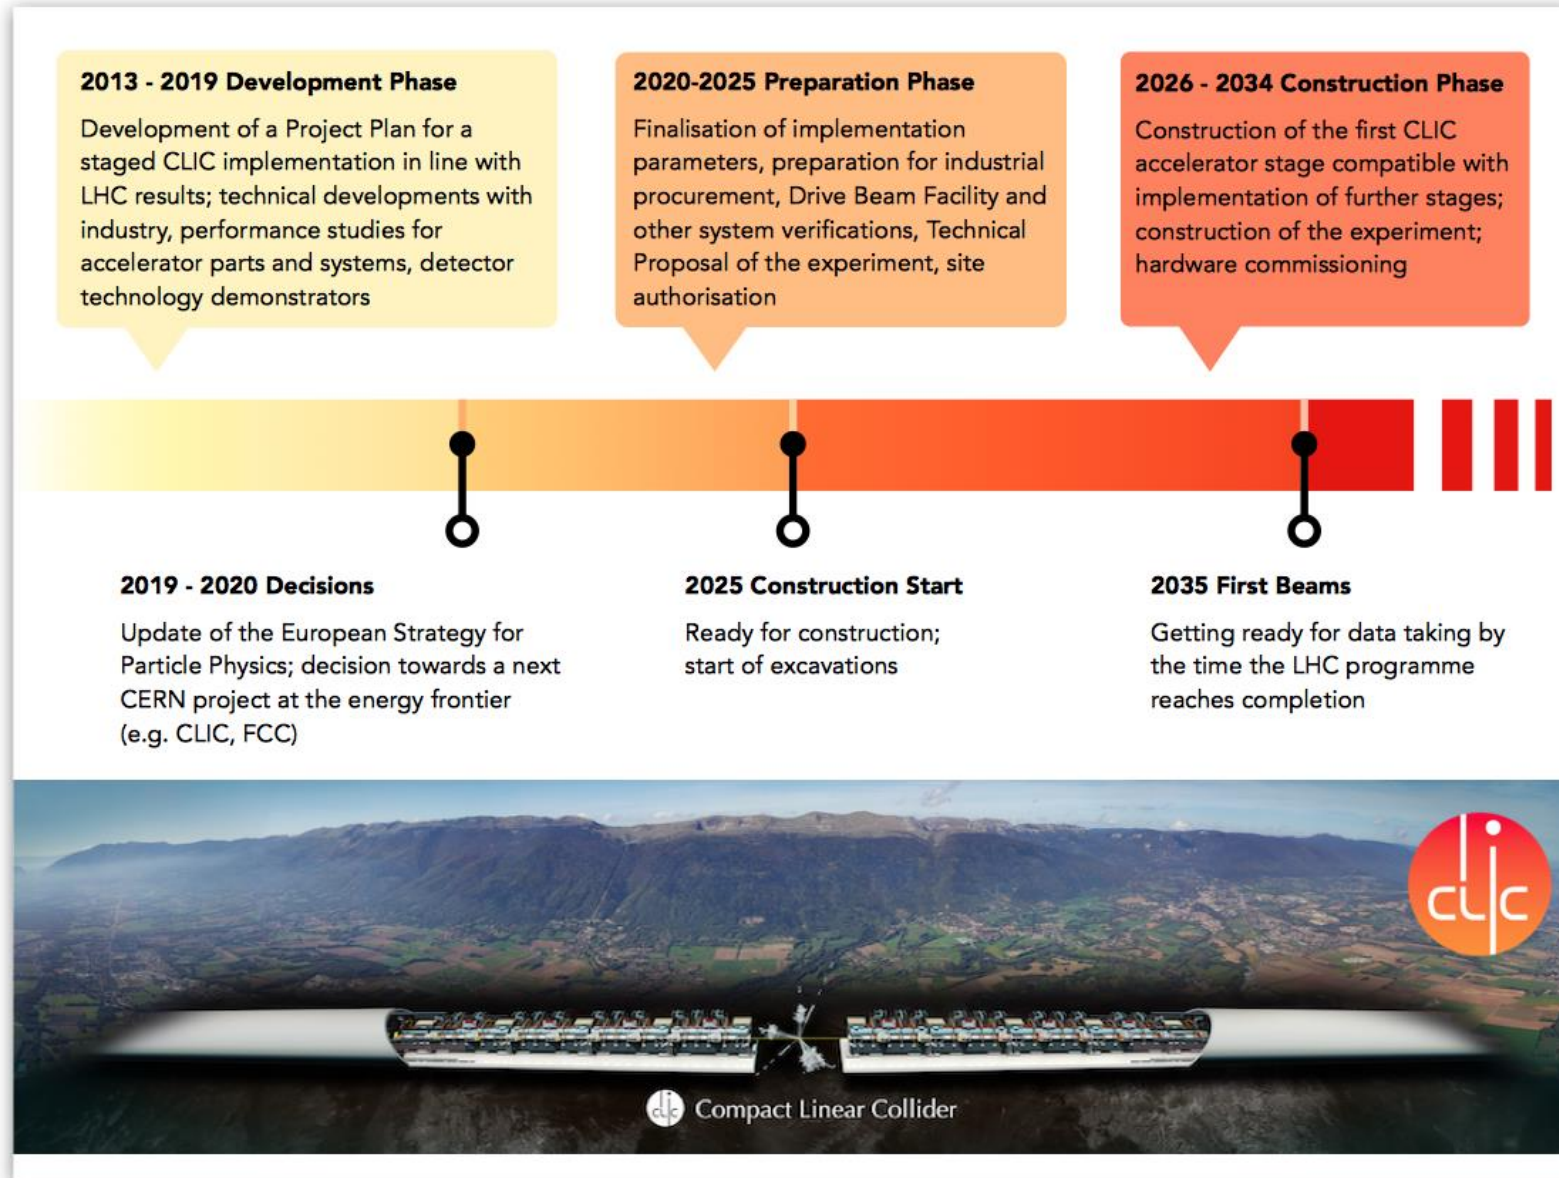 2013 - 2019 Development Phase
Development of a Project Plan for a
staged CLIC implementation in line with
LHC results; technical developments with
industry, performance studies for
accelerator parts and systems, detector
technology demonstrators
2020-2025 Preparation Phase
Finalisation of implementation
parameters, preparation for industrial
procurement, Drive Beam Facility and
other system verifications, Technical
Proposal of the experiment, site
authorisation
2026 - 2034 Construction Phase
Construction of the first CLIC
accelerator stage compatible with
implementation of further stages;
construction of the experiment;
hardware commissioning
2019 - 2020 Decisions
Update of the European Strategy for
Particle Physics; decision towards a next
CERN project at the energy frontier
(e.g. CLIC, FCC)
2025 Construction Start
Ready for construction;
start of excavations
2035 First Beams
Getting ready for data taking by
the time the LHC programme
reaches completion
clic
clic Compact Linear Collider